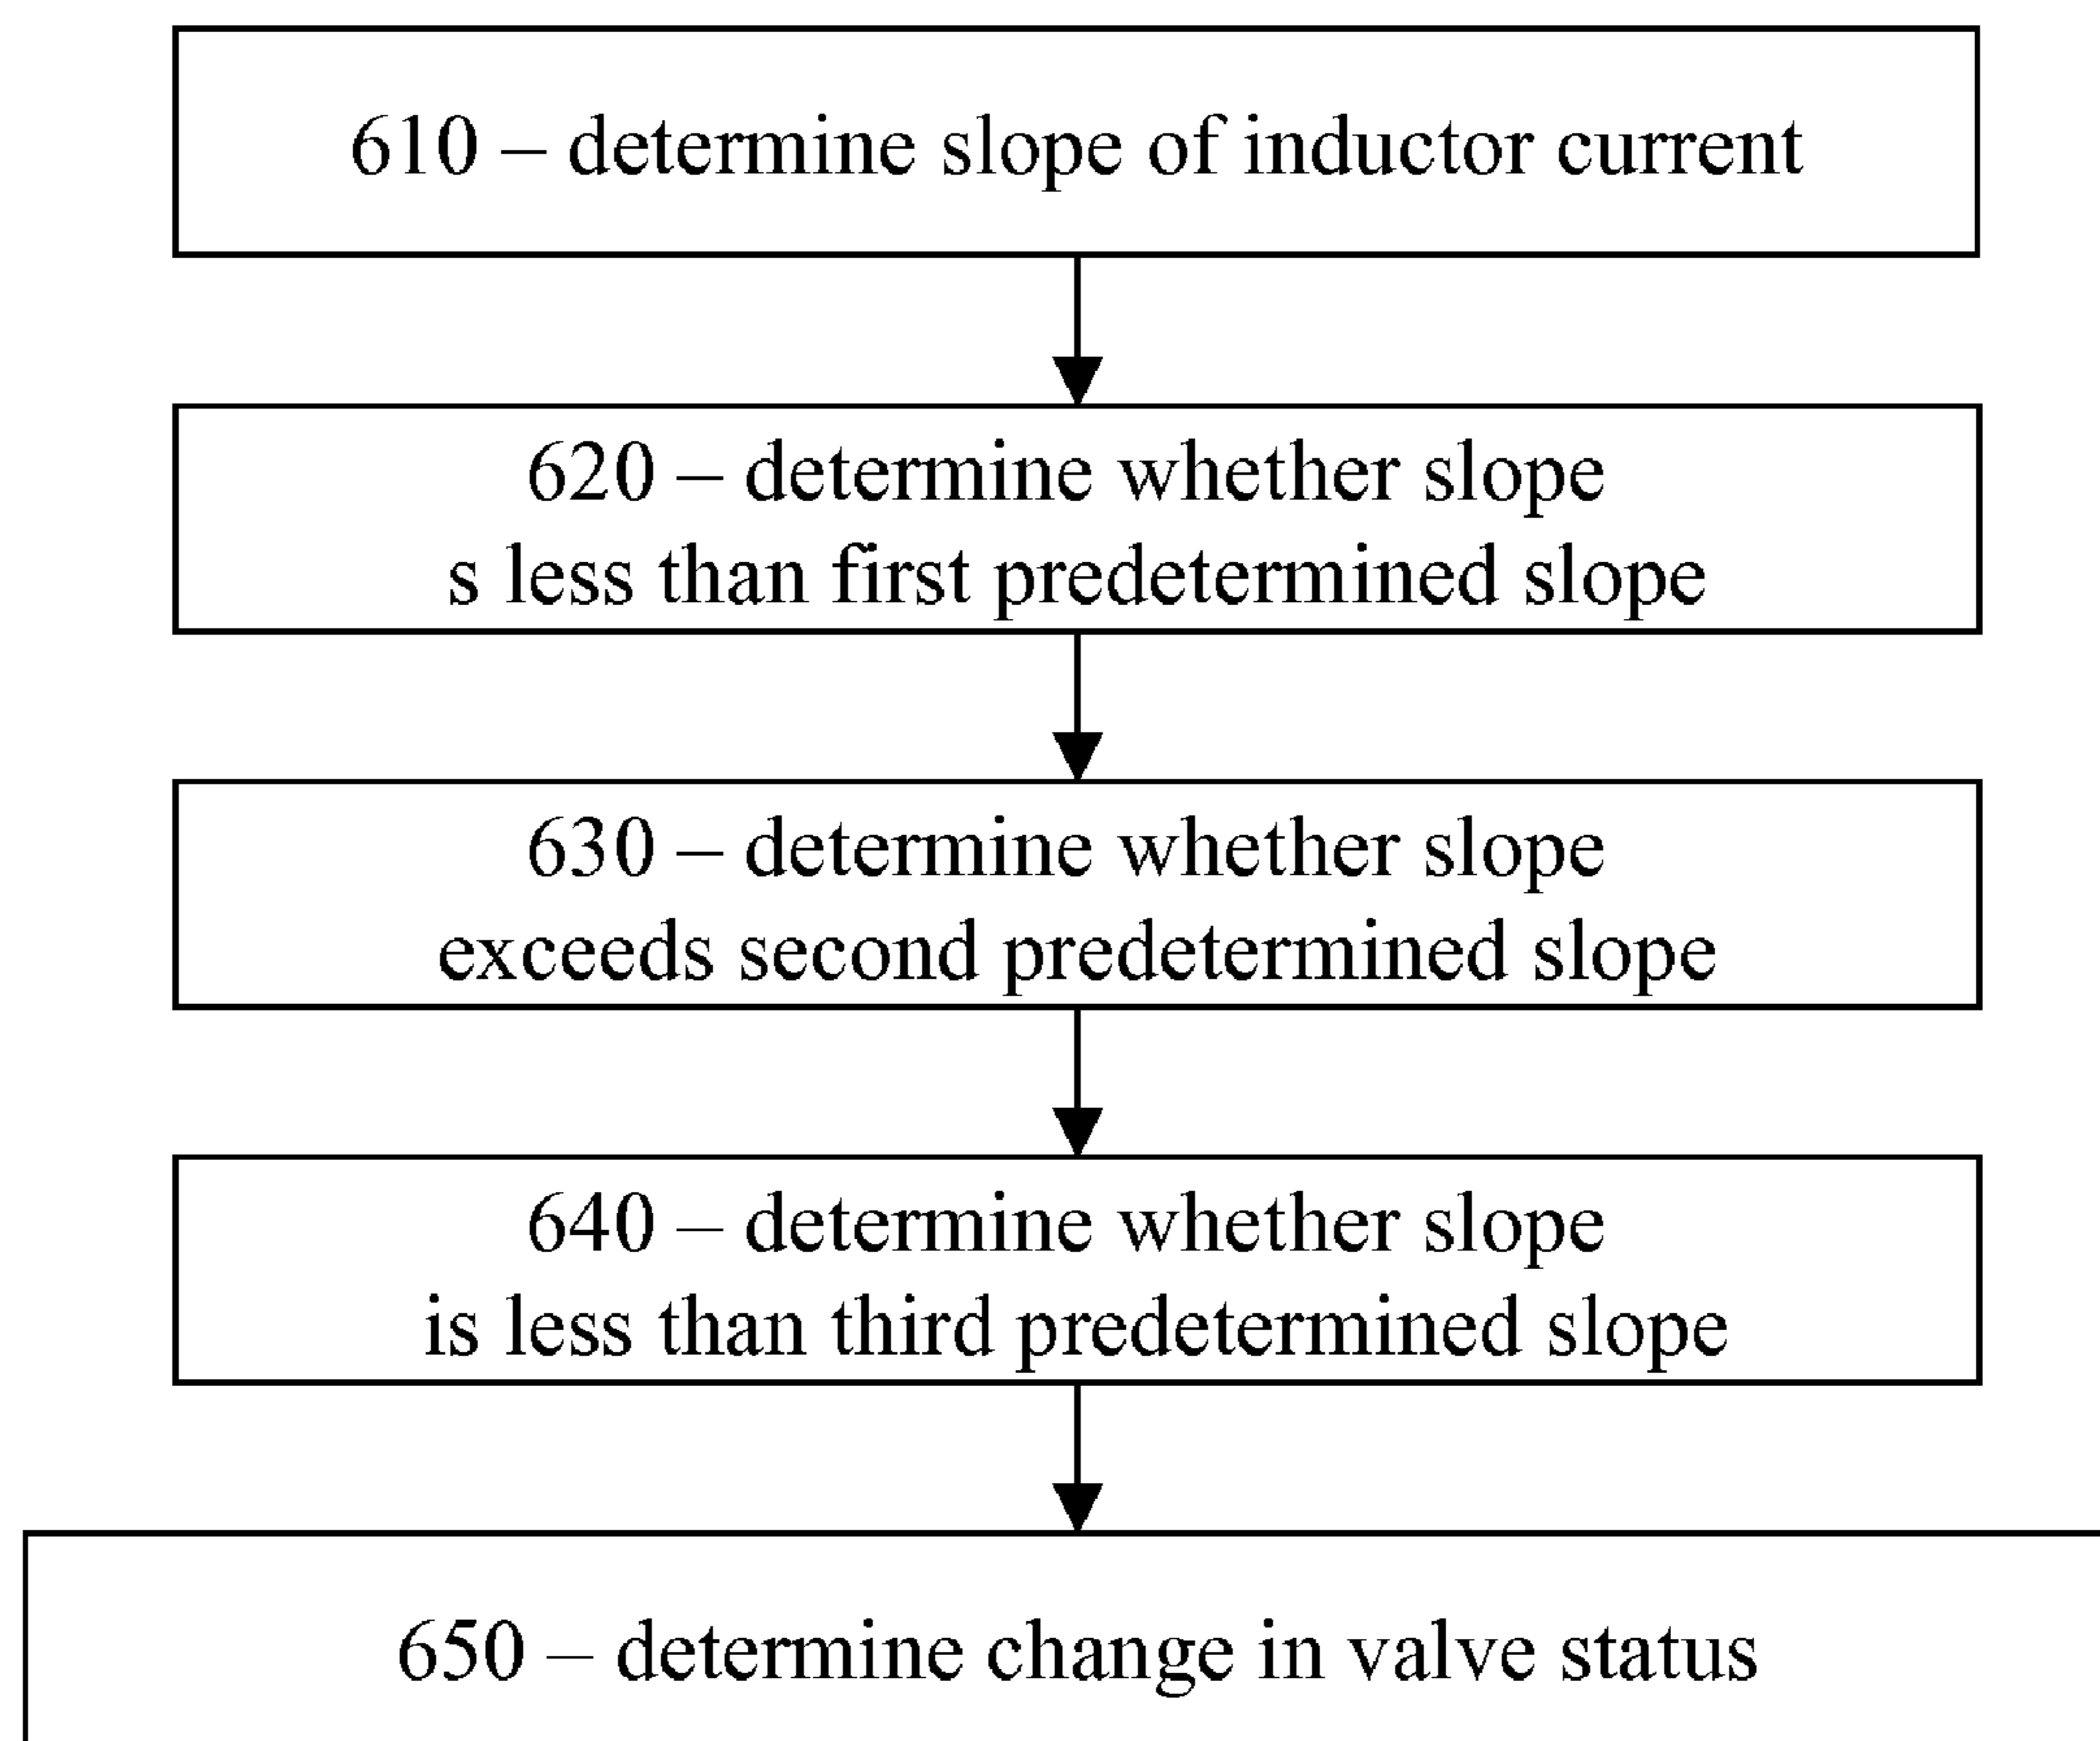 610 – determine slope of inductor current
620 – determine whether slope
s less than first predetermined slope
630 – determine whether slope
exceeds second predetermined slope
640 – determine whether slope
is less than third predetermined slope
650 – determine change in valve status